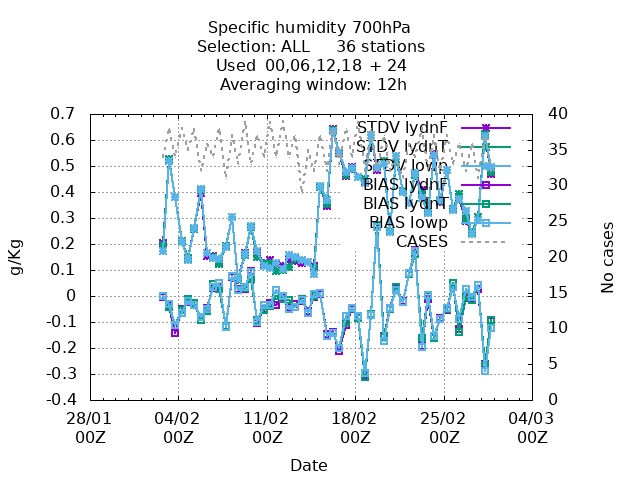 Specific humidity 700hPa
Selection: ALL 36 stations
Used 00,06,12,18 + 24
Averaging window: 12h
g/Kg
0.7
0.6
0.5
0.4
0.3
0.2
0.1
0
-0.1
-0.2
-0.3
-0.4
STDV lydnF
STDV lydnT
STDV lowp
BIAS lydnF
BIAS lydnT
BIAS lowp
CASES
40
35
30
25
20
15
10
5
0
No cases
28/01 04/02 11/02 18/02 25/02 04/03
00Z 00Z 00Z 00Z 00Z 00Z
Date